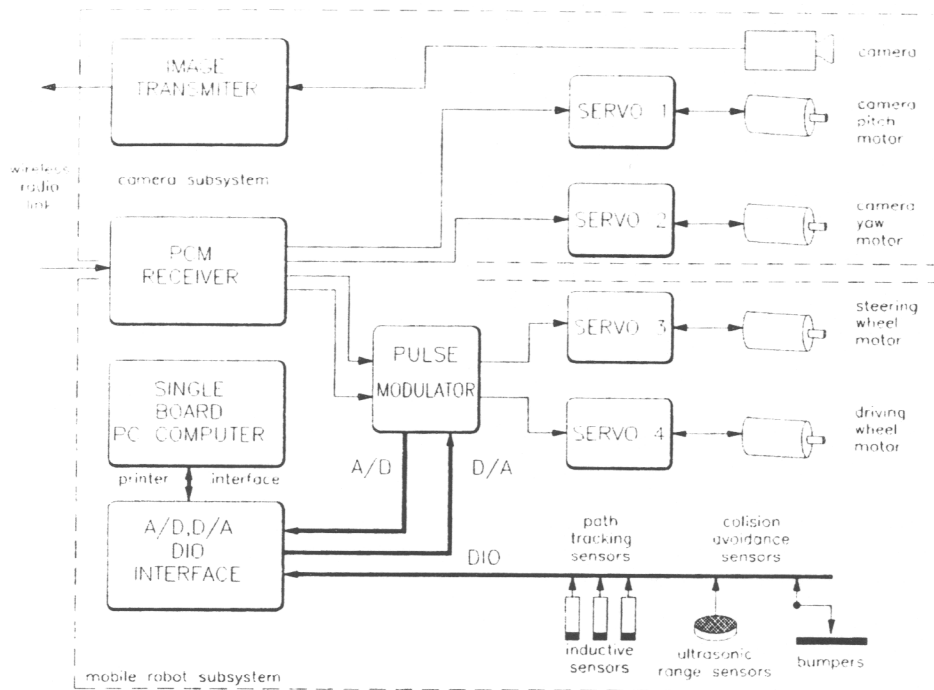 IMAGE
TRANSMITER
camera
SERVO 1
camera
pitch
motor
wireless
radio
link
camera subsystem
SERVO 2
camera
yaw
motor
PCM
RECEIVER
SERVO 3
steering
wheel
motor
PULSE
MODULATOR
SINGLE
BOARD
PC COMPUTER
SERVO 4
driving
wheel
motor
A/D
D/A
printer interface
A/D,D/A
DIO
INTERFACE
DIO
path
tracking
sensors
colision
avoidance
sensors
inductive
sensors
ultrasonic
range sensors
bumpers
mobile robot subsystem